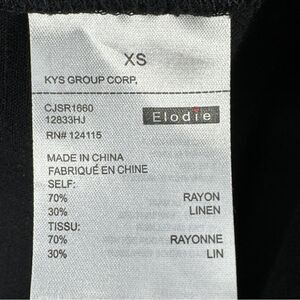 XS
KYS GROUP CORP.
CJSR1660
12833HJ
Elodie
RN# 124115
MADE IN CHINA
FABRIQUÉ EN CHINE
SELF:
70% RAYON
30% LINEN
TISSU:
70% RAYONNE
30% LIN